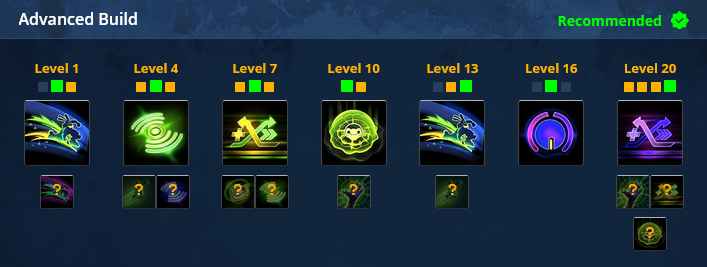 Advanced Build
Recommended
Level 1
Level 4
Level 7
Level 10
Level 13
Level 16
Level 20
? ? ? ? ? ? ? ? ?
?